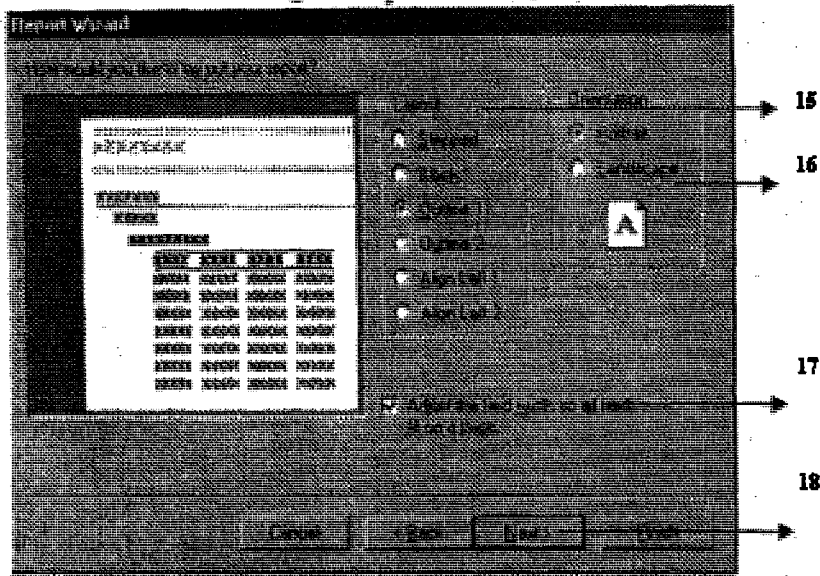 Report Wizard
How would you like to lay out your report?
Layout
Stepped
Block
Outline 1
Outline 2
Align Left 1
Align Left 2
Orientation
Portrait
Landscape
A
Adjust the field width so all fields
fit on a page.
Cancel
< Back
Next >
Finish
15
16
17
18